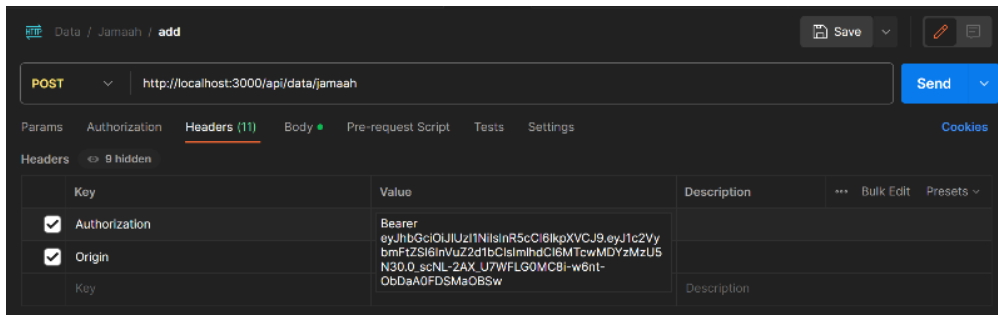 HTTP Data / Jamaah / add Save
POST http://localhost:3000/api/data/jamaah Send
Params Authorization Headers (11) Body Pre-request Script Tests Settings Cookies
Headers 9 hidden
Key Value Description Bulk Edit Presets
Authorization Bearer
eyJhbGciOiJIUzI1NiIsInR5cCI6IkpXVCJ9.eyJ1c2Vy
bmFtZSI6InVuZ2d1bCIsImlhdCI6MTcwMDYzMzU5
N30.0_scNL-2AX_U7WFLG0MC8i-w6nt-
ObDaA0FDSMaOBSw
Origin
Key Description